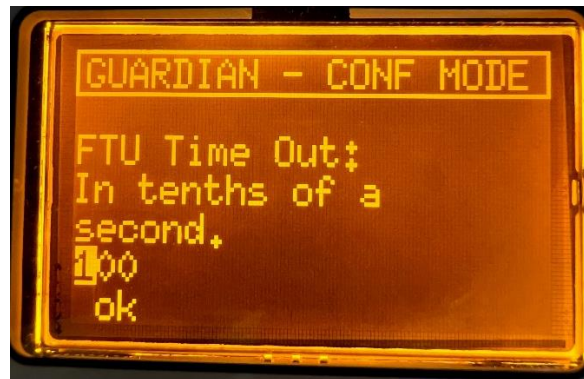 GUARDIAN - CONF MODE
FTU Time Out:
In tenths of a
second.
100
ok